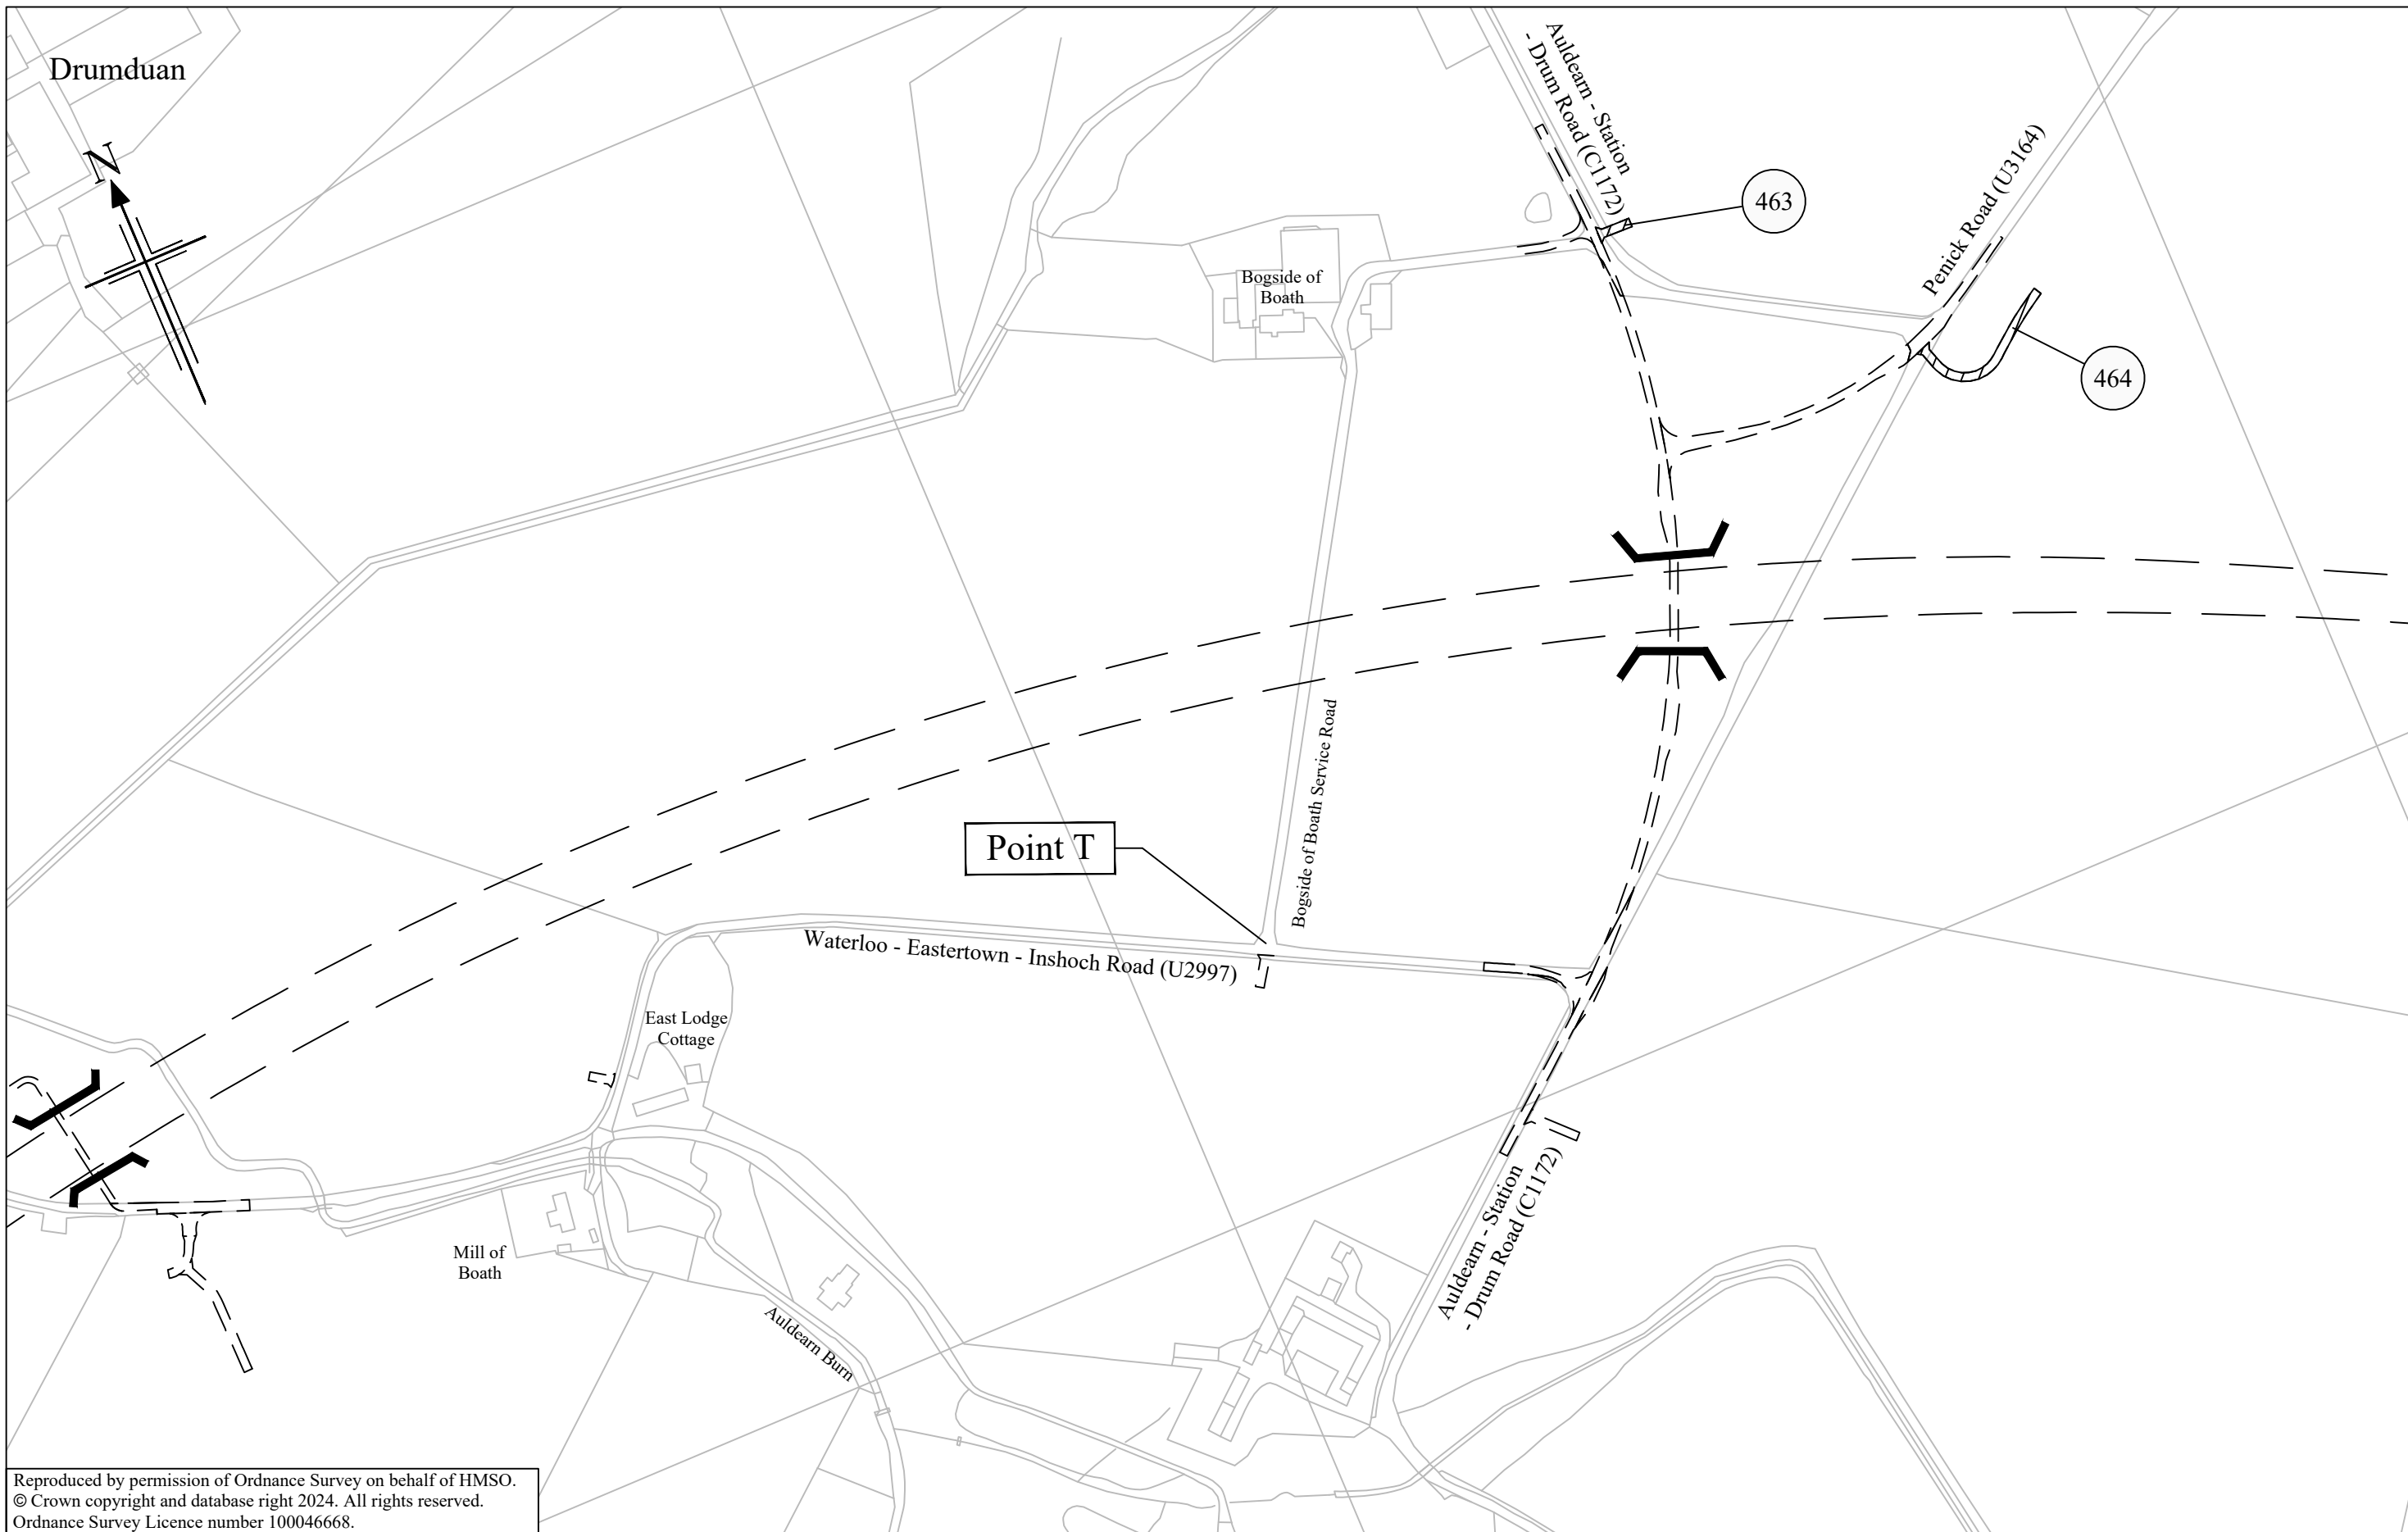 Drumduan
N
Auldearn - Station
- Drum Road (C1172)
463
Penick Road (U3164)
464
Bogside of
Boath
Bogside of Boath Service Road
Point T
Waterloo - Eastertown - Inshoch Road (U2997)
East Lodge
Cottage
Mill of
Boath
Auldearn Burn
Auldearn - Station
- Drum Road (C1172)
Reproduced by permission of Ordnance Survey on behalf of HMSO.
© Crown copyright and database right 2024. All rights reserved.
Ordnance Survey Licence number 100046668.